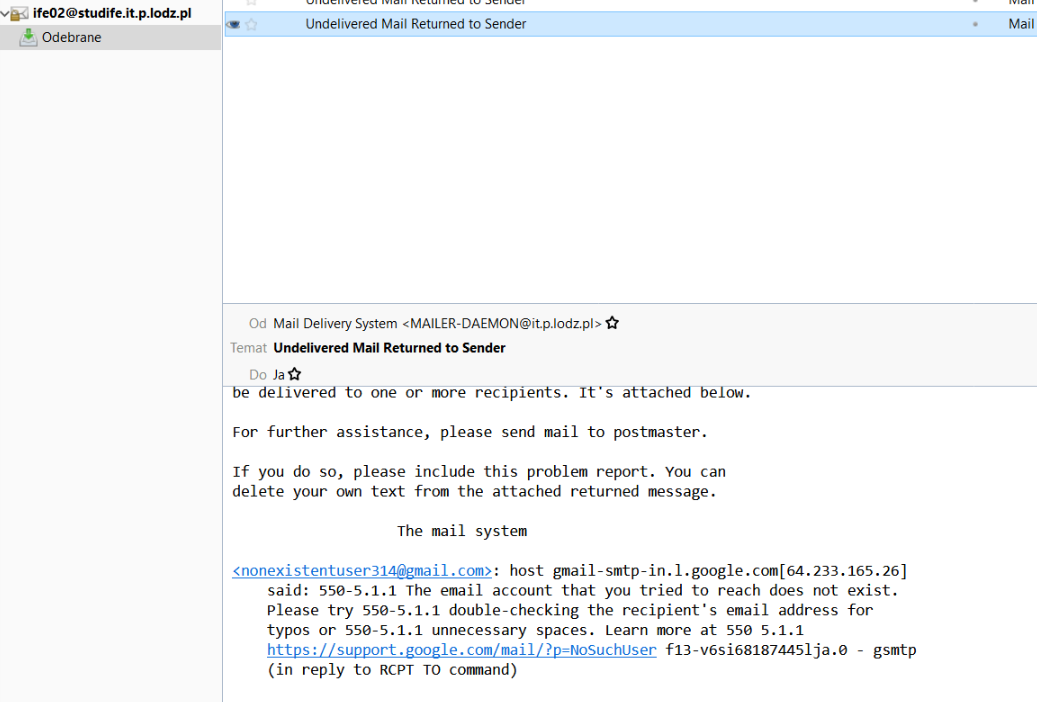 ife02@studife.it.p.lodz.pl
Odebrane
Undelivered Mail Returned to Sender
Mail
Undelivered Mail Returned to Sender
Mail
Od Mail Delivery System <MAILER-DAEMON@it.p.lodz.pl>
Temat Undelivered Mail Returned to Sender
Do Ja
be delivered to one or more recipients. It's attached below.
For further assistance, please send mail to postmaster.
If you do so, please include this problem report. You can
delete your own text from the attached returned message.
The mail system
<nonexistentuser314@gmail.com>: host gmail-smtp-in.l.google.com[64.233.165.26]
said: 550-5.1.1 The email account that you tried to reach does not exist.
Please try 550-5.1.1 double-checking the recipient's email address for
typos or 550-5.1.1 unnecessary spaces. Learn more at 550 5.1.1
https://support.google.com/mail/?p=NoSuchUser f13-v6si68187445lja.0 - gsmtp
(in reply to RCPT TO command)